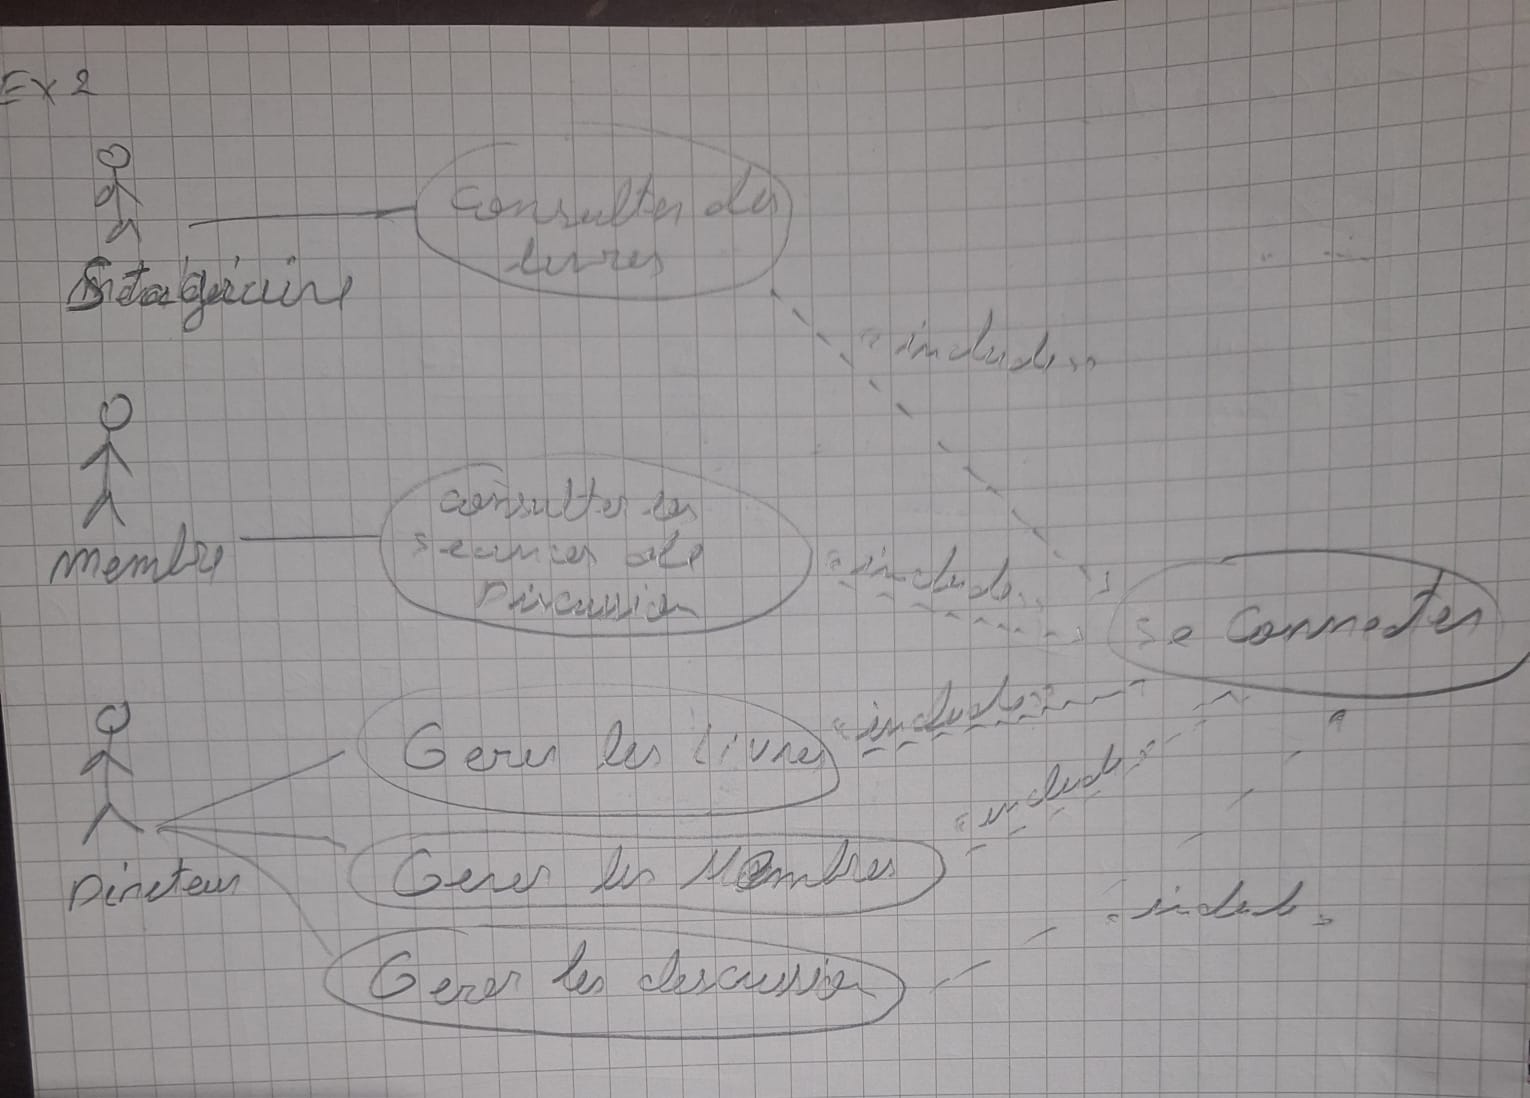 Ex 2
Consulter des
livres
Stagiaire
"include"
Consulter les
seances de
Discussion
Membre
"include"
Se Connecter
Gerer les livres
"include"
"include"
Gerer les Membres
Directeur
"include"
Gerer les discussion